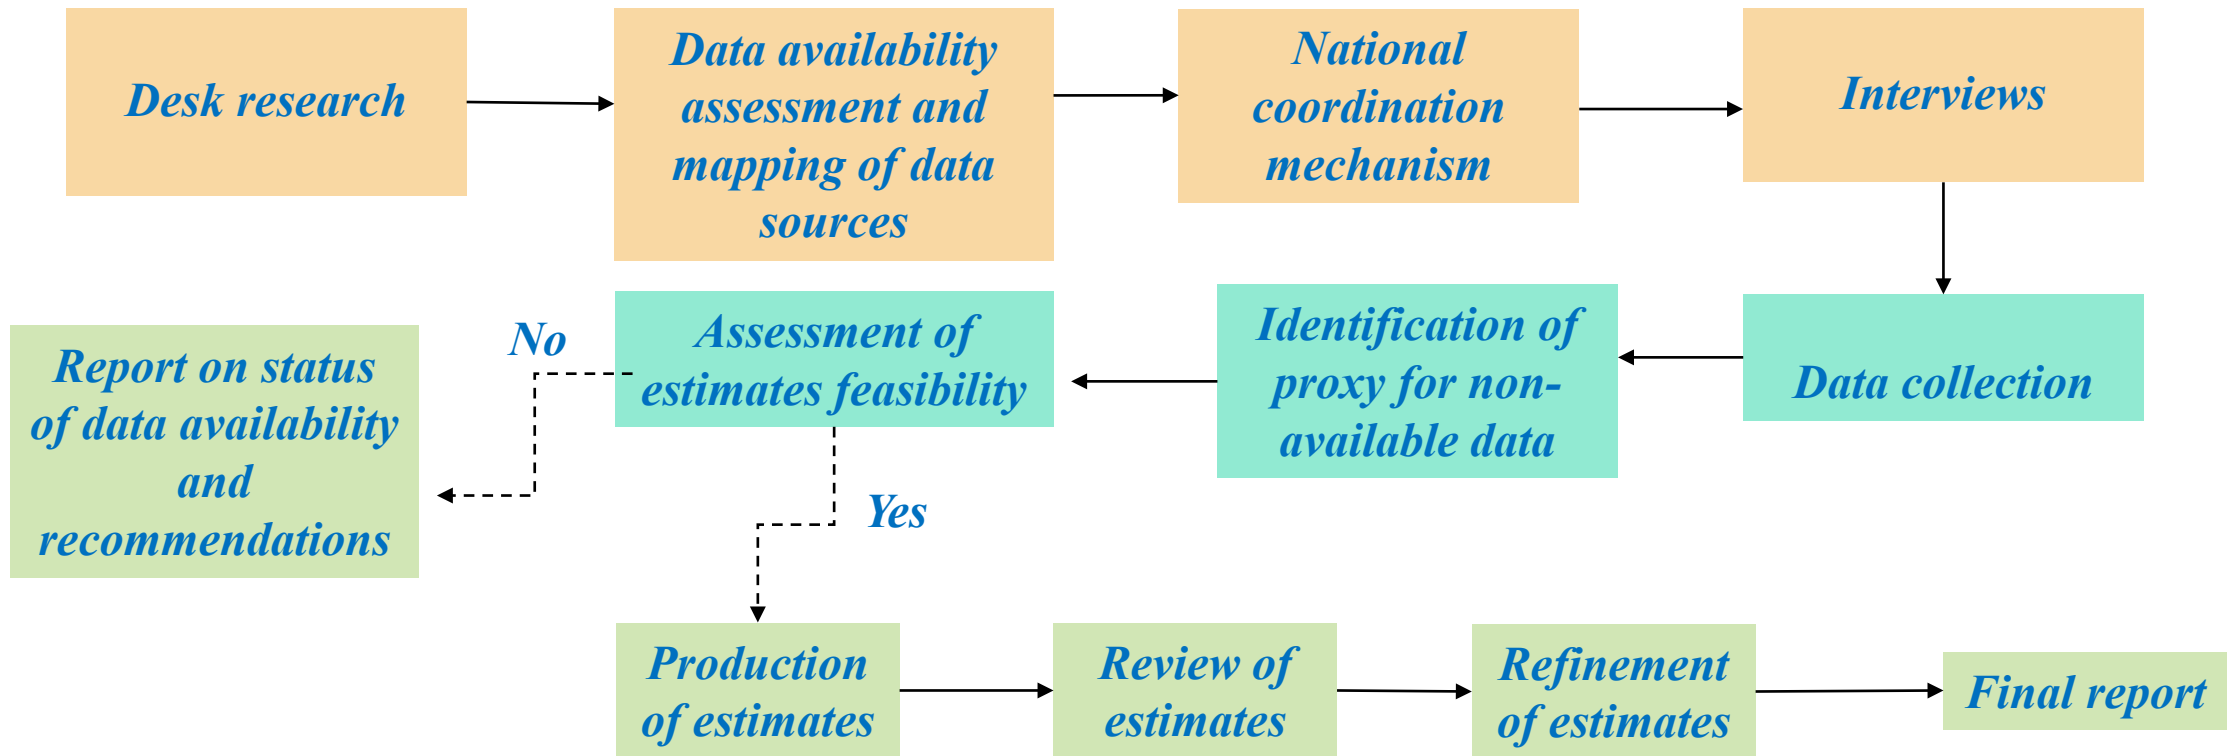 Desk research
Data availability
assessment and
mapping of data
sources
National
coordination
mechanism
Interviews
Data collection
Identification of
proxy for non-
available data
Assessment of
estimates feasibility
No
Report on status
of data availability
and
recommendations
Yes
Production
of estimates
Review of
estimates
Refinement
of estimates
Final report